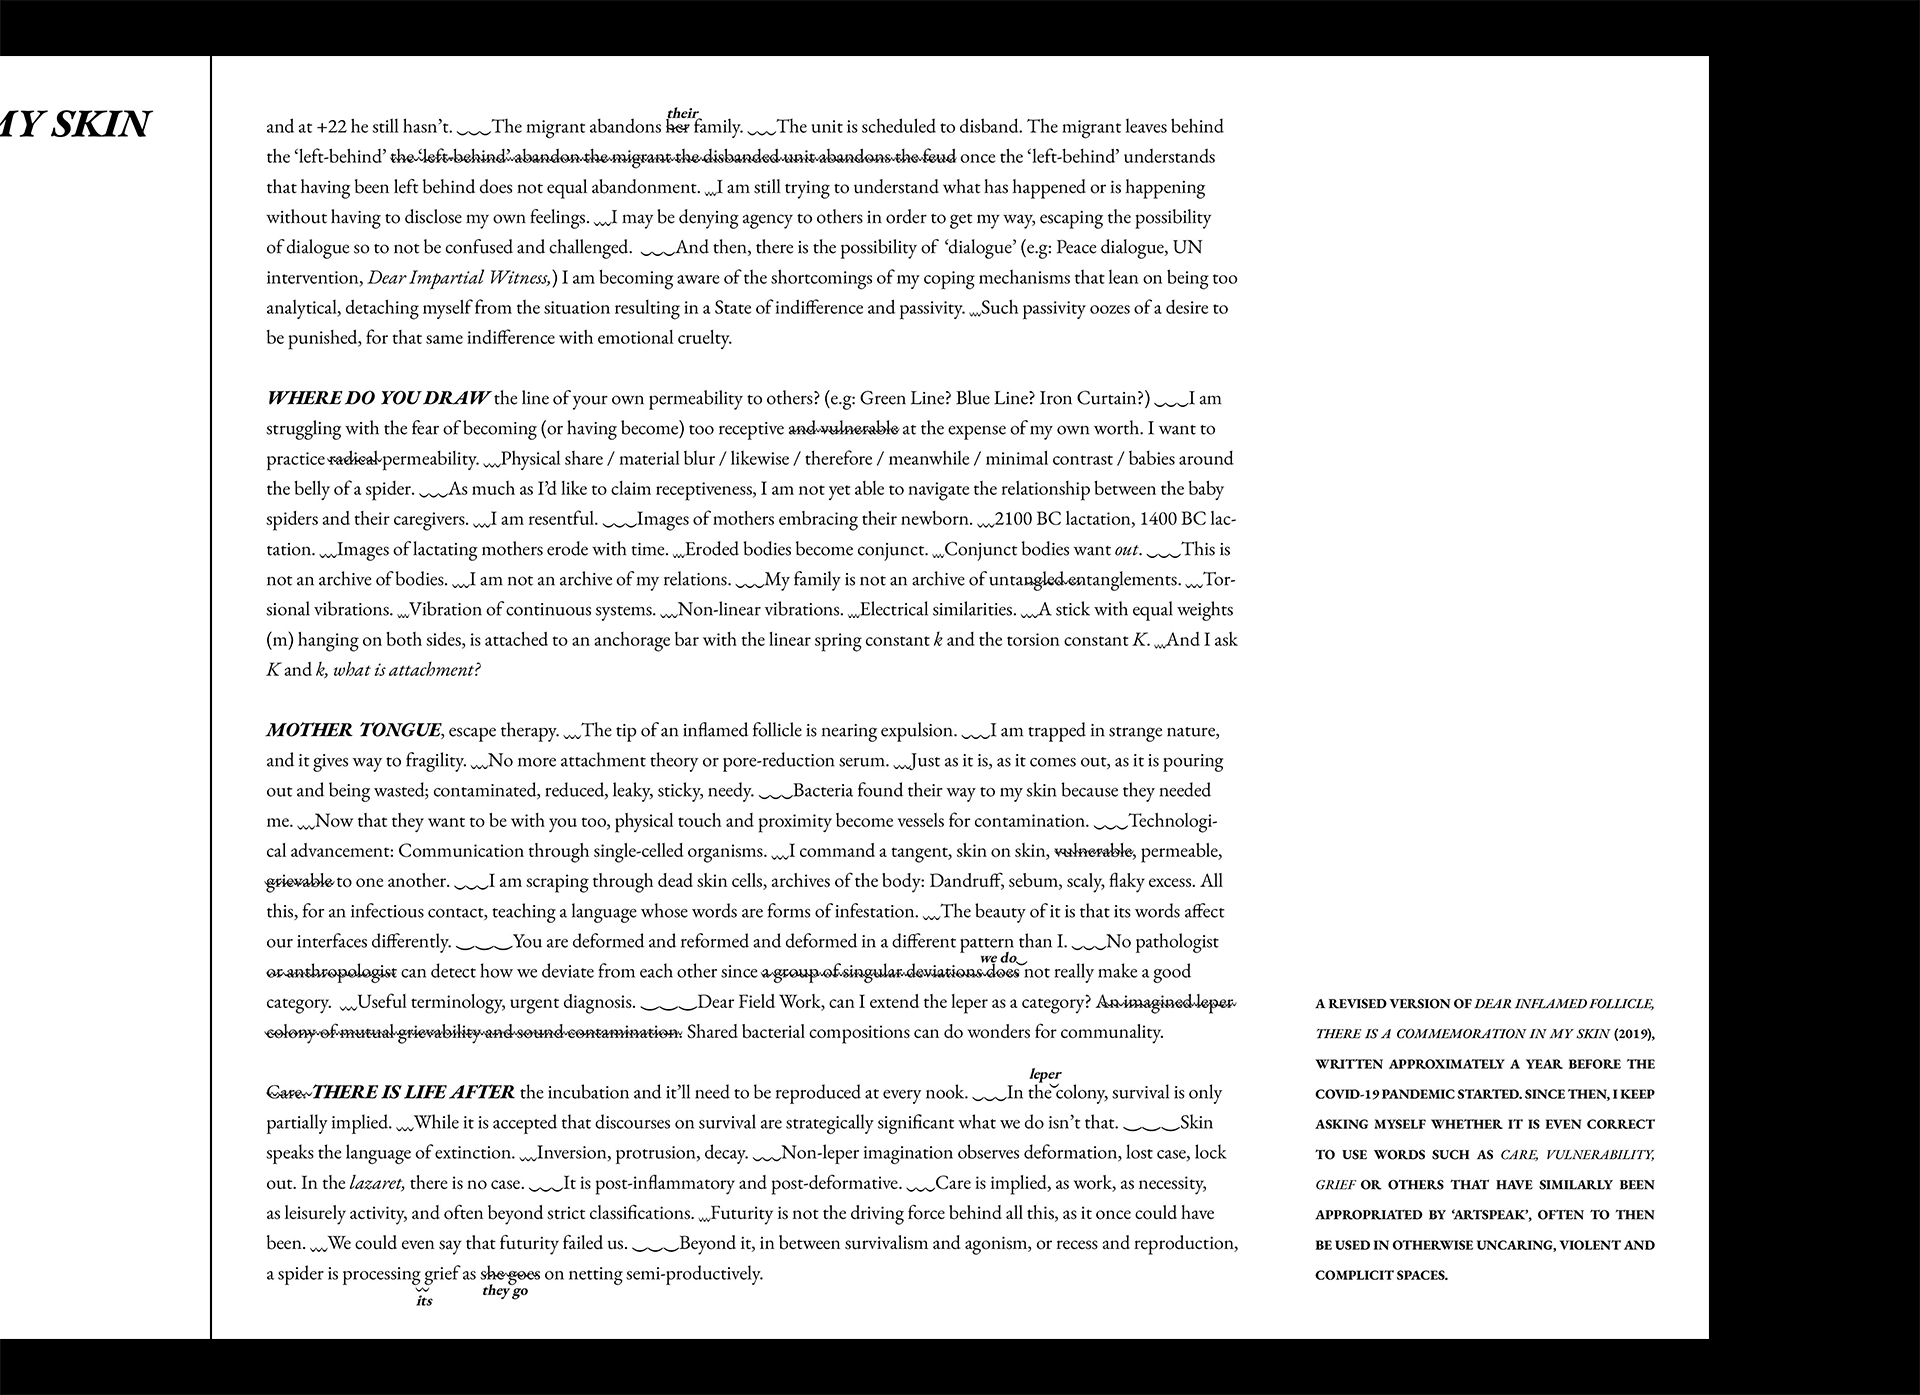 MY SKIN
their
and at +22 he still hasn’t. The migrant abandons her family. The unit is scheduled to disband. The migrant leaves behind
the ‘left-behind’ the ‘left-behind’ abandon the migrant the disbanded unit abandons the feud once the ‘left-behind’ understands
that having been left behind does not equal abandonment. I am still trying to understand what has happened or is happening
without having to disclose my own feelings. I may be denying agency to others in order to get my way, escaping the possibility
of dialogue so to not be confused and challenged. And then, there is the possibility of ‘dialogue’ (e.g: Peace dialogue, UN
intervention, Dear Impartial Witness,) I am becoming aware of the shortcomings of my coping mechanisms that lean on being too
analytical, detaching myself from the situation resulting in a State of indifference and passivity. Such passivity oozes of a desire to
be punished, for that same indifference with emotional cruelty.
WHERE DO YOU DRAW the line of your own permeability to others? (e.g: Green Line? Blue Line? Iron Curtain?) I am
struggling with the fear of becoming (or having become) too receptive and vulnerable at the expense of my own worth. I want to
practice radical permeability. Physical share / material blur / likewise / therefore / meanwhile / minimal contrast / babies around
the belly of a spider. As much as I’d like to claim receptiveness, I am not yet able to navigate the relationship between the baby
spiders and their caregivers. I am resentful. Images of mothers embracing their newborn. 2100 BC lactation, 1400 BC lac-
tation. Images of lactating mothers erode with time. Eroded bodies become conjunct. Conjunct bodies want out. This is
not an archive of bodies. I am not an archive of my relations. My family is not an archive of untangled entanglements. Tor-
sional vibrations. Vibration of continuous systems. Non-linear vibrations. Electrical similarities. A stick with equal weights
(m) hanging on both sides, is attached to an anchorage bar with the linear spring constant k and the torsion constant K. And I ask
K and k, what is attachment?
MOTHER TONGUE, escape therapy. The tip of an inflamed follicle is nearing expulsion. I am trapped in strange nature,
and it gives way to fragility. No more attachment theory or pore-reduction serum. Just as it is, as it comes out, as it is pouring
out and being wasted; contaminated, reduced, leaky, sticky, needy. Bacteria found their way to my skin because they needed
me. Now that they want to be with you too, physical touch and proximity become vessels for contamination. Technologi-
cal advancement: Communication through single-celled organisms. I command a tangent, skin on skin, vulnerable, permeable,
grievable to one another. I am scraping through dead skin cells, archives of the body: Dandruff, sebum, scaly, flaky excess. All
this, for an infectious contact, teaching a language whose words are forms of infestation. The beauty of it is that its words affect
our interfaces differently. You are deformed and reformed and deformed in a different pattern than I. No pathologist
we do
or anthropologist can detect how we deviate from each other since a group of singular deviations does not really make a good
category. Useful terminology, urgent diagnosis. Dear Field Work, can I extend the leper as a category? An imagined leper
colony of mutual grievability and sound contamination. Shared bacterial compositions can do wonders for communality.
leper
Care. THERE IS LIFE AFTER the incubation and it’ll need to be reproduced at every nook. In the colony, survival is only
partially implied. While it is accepted that discourses on survival are strategically significant what we do isn’t that. Skin
speaks the language of extinction. Inversion, protrusion, decay. Non-leper imagination observes deformation, lost case, lock
out. In the lazaret, there is no case. It is post-inflammatory and post-deformative. Care is implied, as work, as necessity,
as leisurely activity, and often beyond strict classifications. Futurity is not the driving force behind all this, as it once could have
been. We could even say that futurity failed us. Beyond it, in between survivalism and agonism, or recess and reproduction,
a spider is processing grief as she goes on netting semi-productively.
its they go
A REVISED VERSION OF DEAR INFLAMED FOLLICLE,
THERE IS A COMMEMORATION IN MY SKIN (2019),
WRITTEN APPROXIMATELY A YEAR BEFORE THE
COVID-19 PANDEMIC STARTED. SINCE THEN, I KEEP
ASKING MYSELF WHETHER IT IS EVEN CORRECT
TO USE WORDS SUCH AS CARE, VULNERABILITY,
GRIEF OR OTHERS THAT HAVE SIMILARLY BEEN
APPROPRIATED BY ‘ARTSPEAK’, OFTEN TO THEN
BE USED IN OTHERWISE UNCARING, VIOLENT AND
COMPLICIT SPACES.